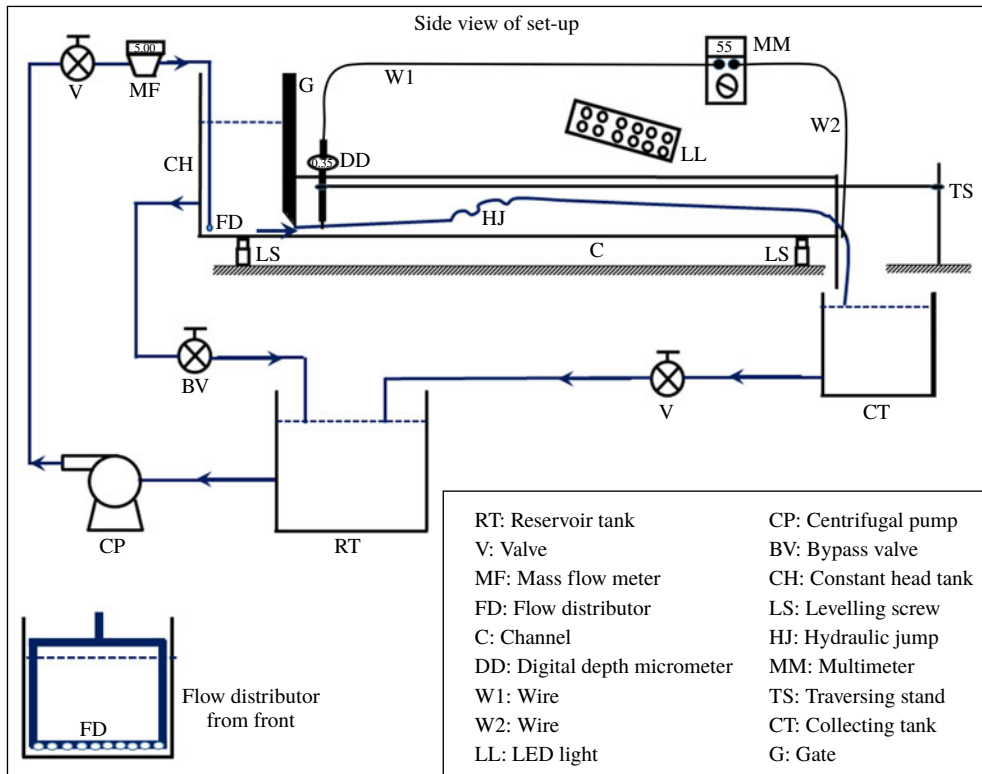 Side view of set-up
5.00
V
MF
G
W1
55
MM
W2
LL
CH
0.35
DD
TS
FD
HJ
LS
C
LS
BV
V
CT
CP
RT
RT: Reservoir tank
V: Valve
MF: Mass flow meter
FD: Flow distributor
C: Channel
DD: Digital depth micrometer
W1: Wire
W2: Wire
LL: LED light
CP: Centrifugal pump
BV: Bypass valve
CH: Constant head tank
LS: Levelling screw
HJ: Hydraulic jump
MM: Multimeter
TS: Traversing stand
CT: Collecting tank
G: Gate
FD
Flow distributor
from front